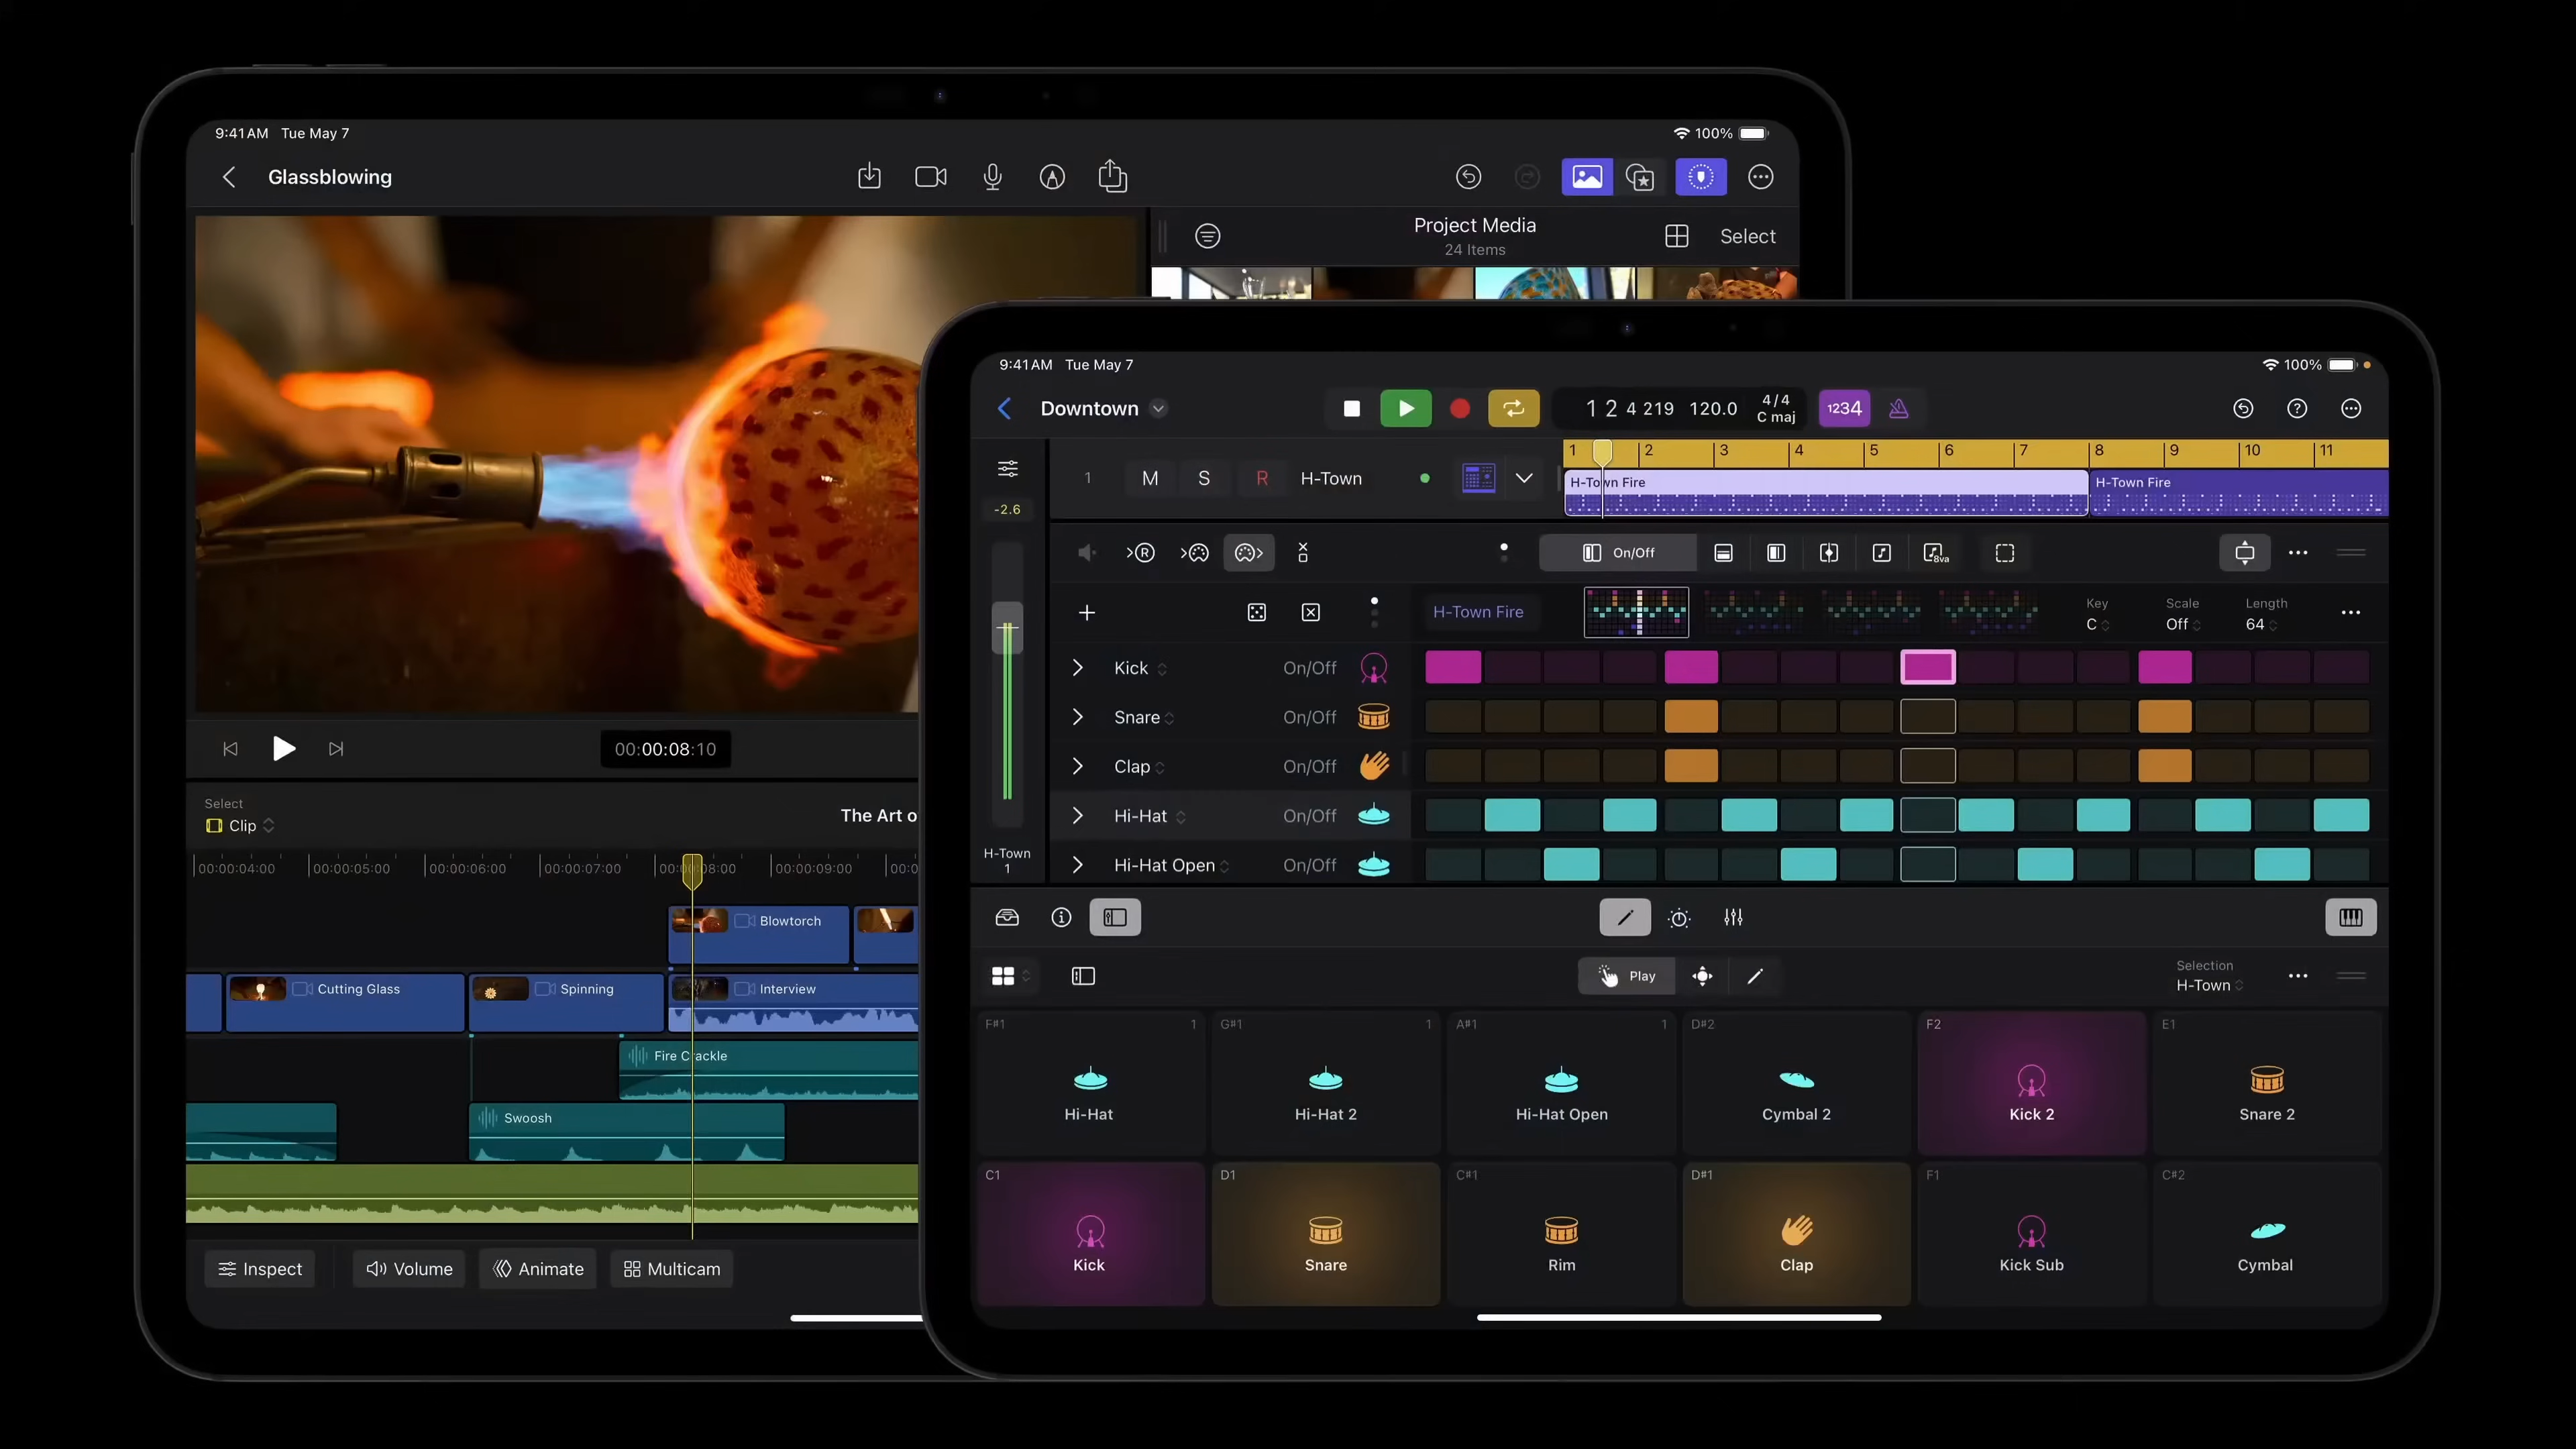 9:41 AM Tue May 7
100%
Glassblowing
Project Media
24 Items
Select
00:00:08:10
Select
Clip
The Art o
00:00:04:00 00:00:05:00 00:00:06:00 00:00:07:00 00:00:09:00
Blowtorch
Cutting Glass
Spinning
Interview
Fire Crackle
Swoosh
Inspect
Volume
Animate
Multicam
9:41 AM Tue May 7
100%
Downtown
1 2 4 219 120.0
4/4
C maj
1234
1 2 3 4 5 6 7 8 9 10 11
1 M S R H-Town
H-Town Fire
H-Town Fire
-2.6
R
On/Off
8va
H-Town Fire
Key
C
Scale
Off
Length
64
Kick On/Off
Snare On/Off
Clap On/Off
Hi-Hat On/Off
Hi-Hat Open On/Off
H-Town
1
Play
Selection
H-Town
F#1 1
Hi-Hat
G#1 1
Hi-Hat 2
A#1 1
Hi-Hat Open
D#2
Cymbal 2
F2
Kick 2
E1
Snare 2
C1
Kick
D1
Snare
C#1
Rim
D#1
Clap
F1
Kick Sub
C#2
Cymbal